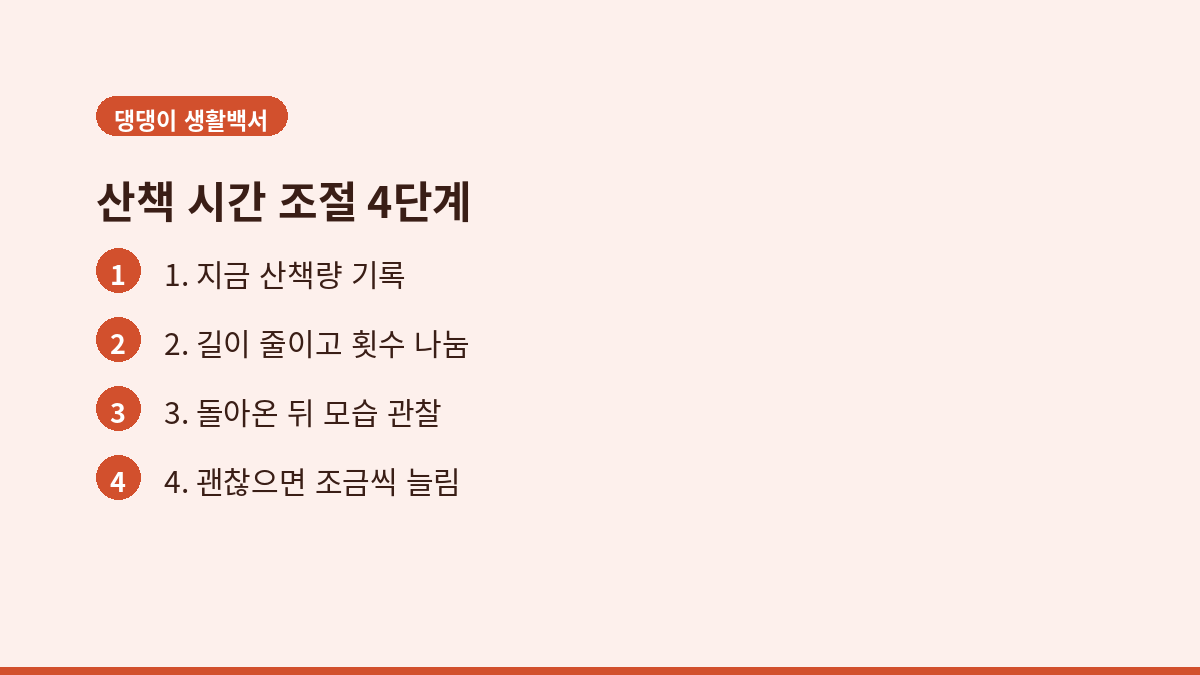 댕댕이 생활백서
산책 시간 조절 4단계
1 1. 지금 산책량 기록
2 2. 길이 줄이고 횟수 나눔
3 3. 돌아온 뒤 모습 관찰
4 4. 괜찮으면 조금씩 늘림